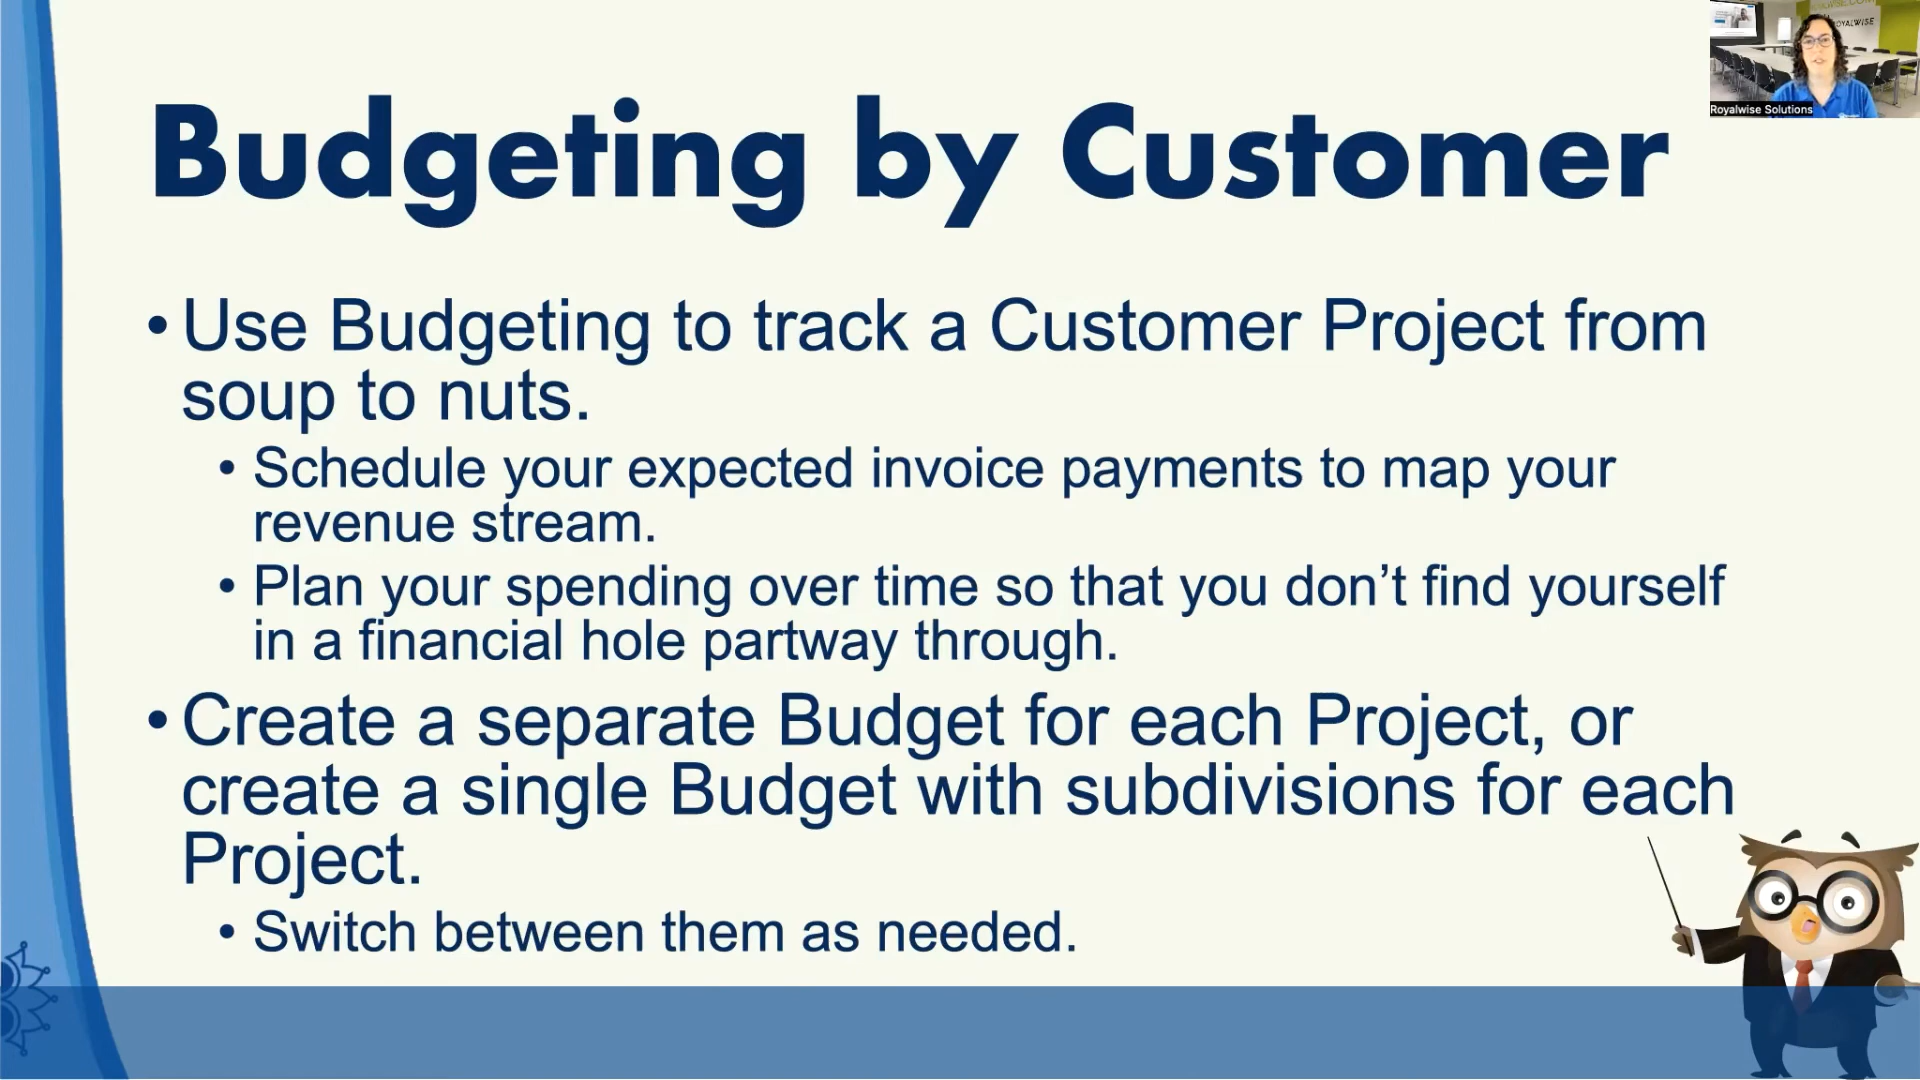 ROYALWISE
Royalwise Solutions
Budgeting by Customer
• Use Budgeting to track a Customer Project from
soup to nuts.
• Schedule your expected invoice payments to map your
revenue stream.
• Plan your spending over time so that you don’t find yourself
in a financial hole partway through.
• Create a separate Budget for each Project, or
create a single Budget with subdivisions for each
Project.
• Switch between them as needed.